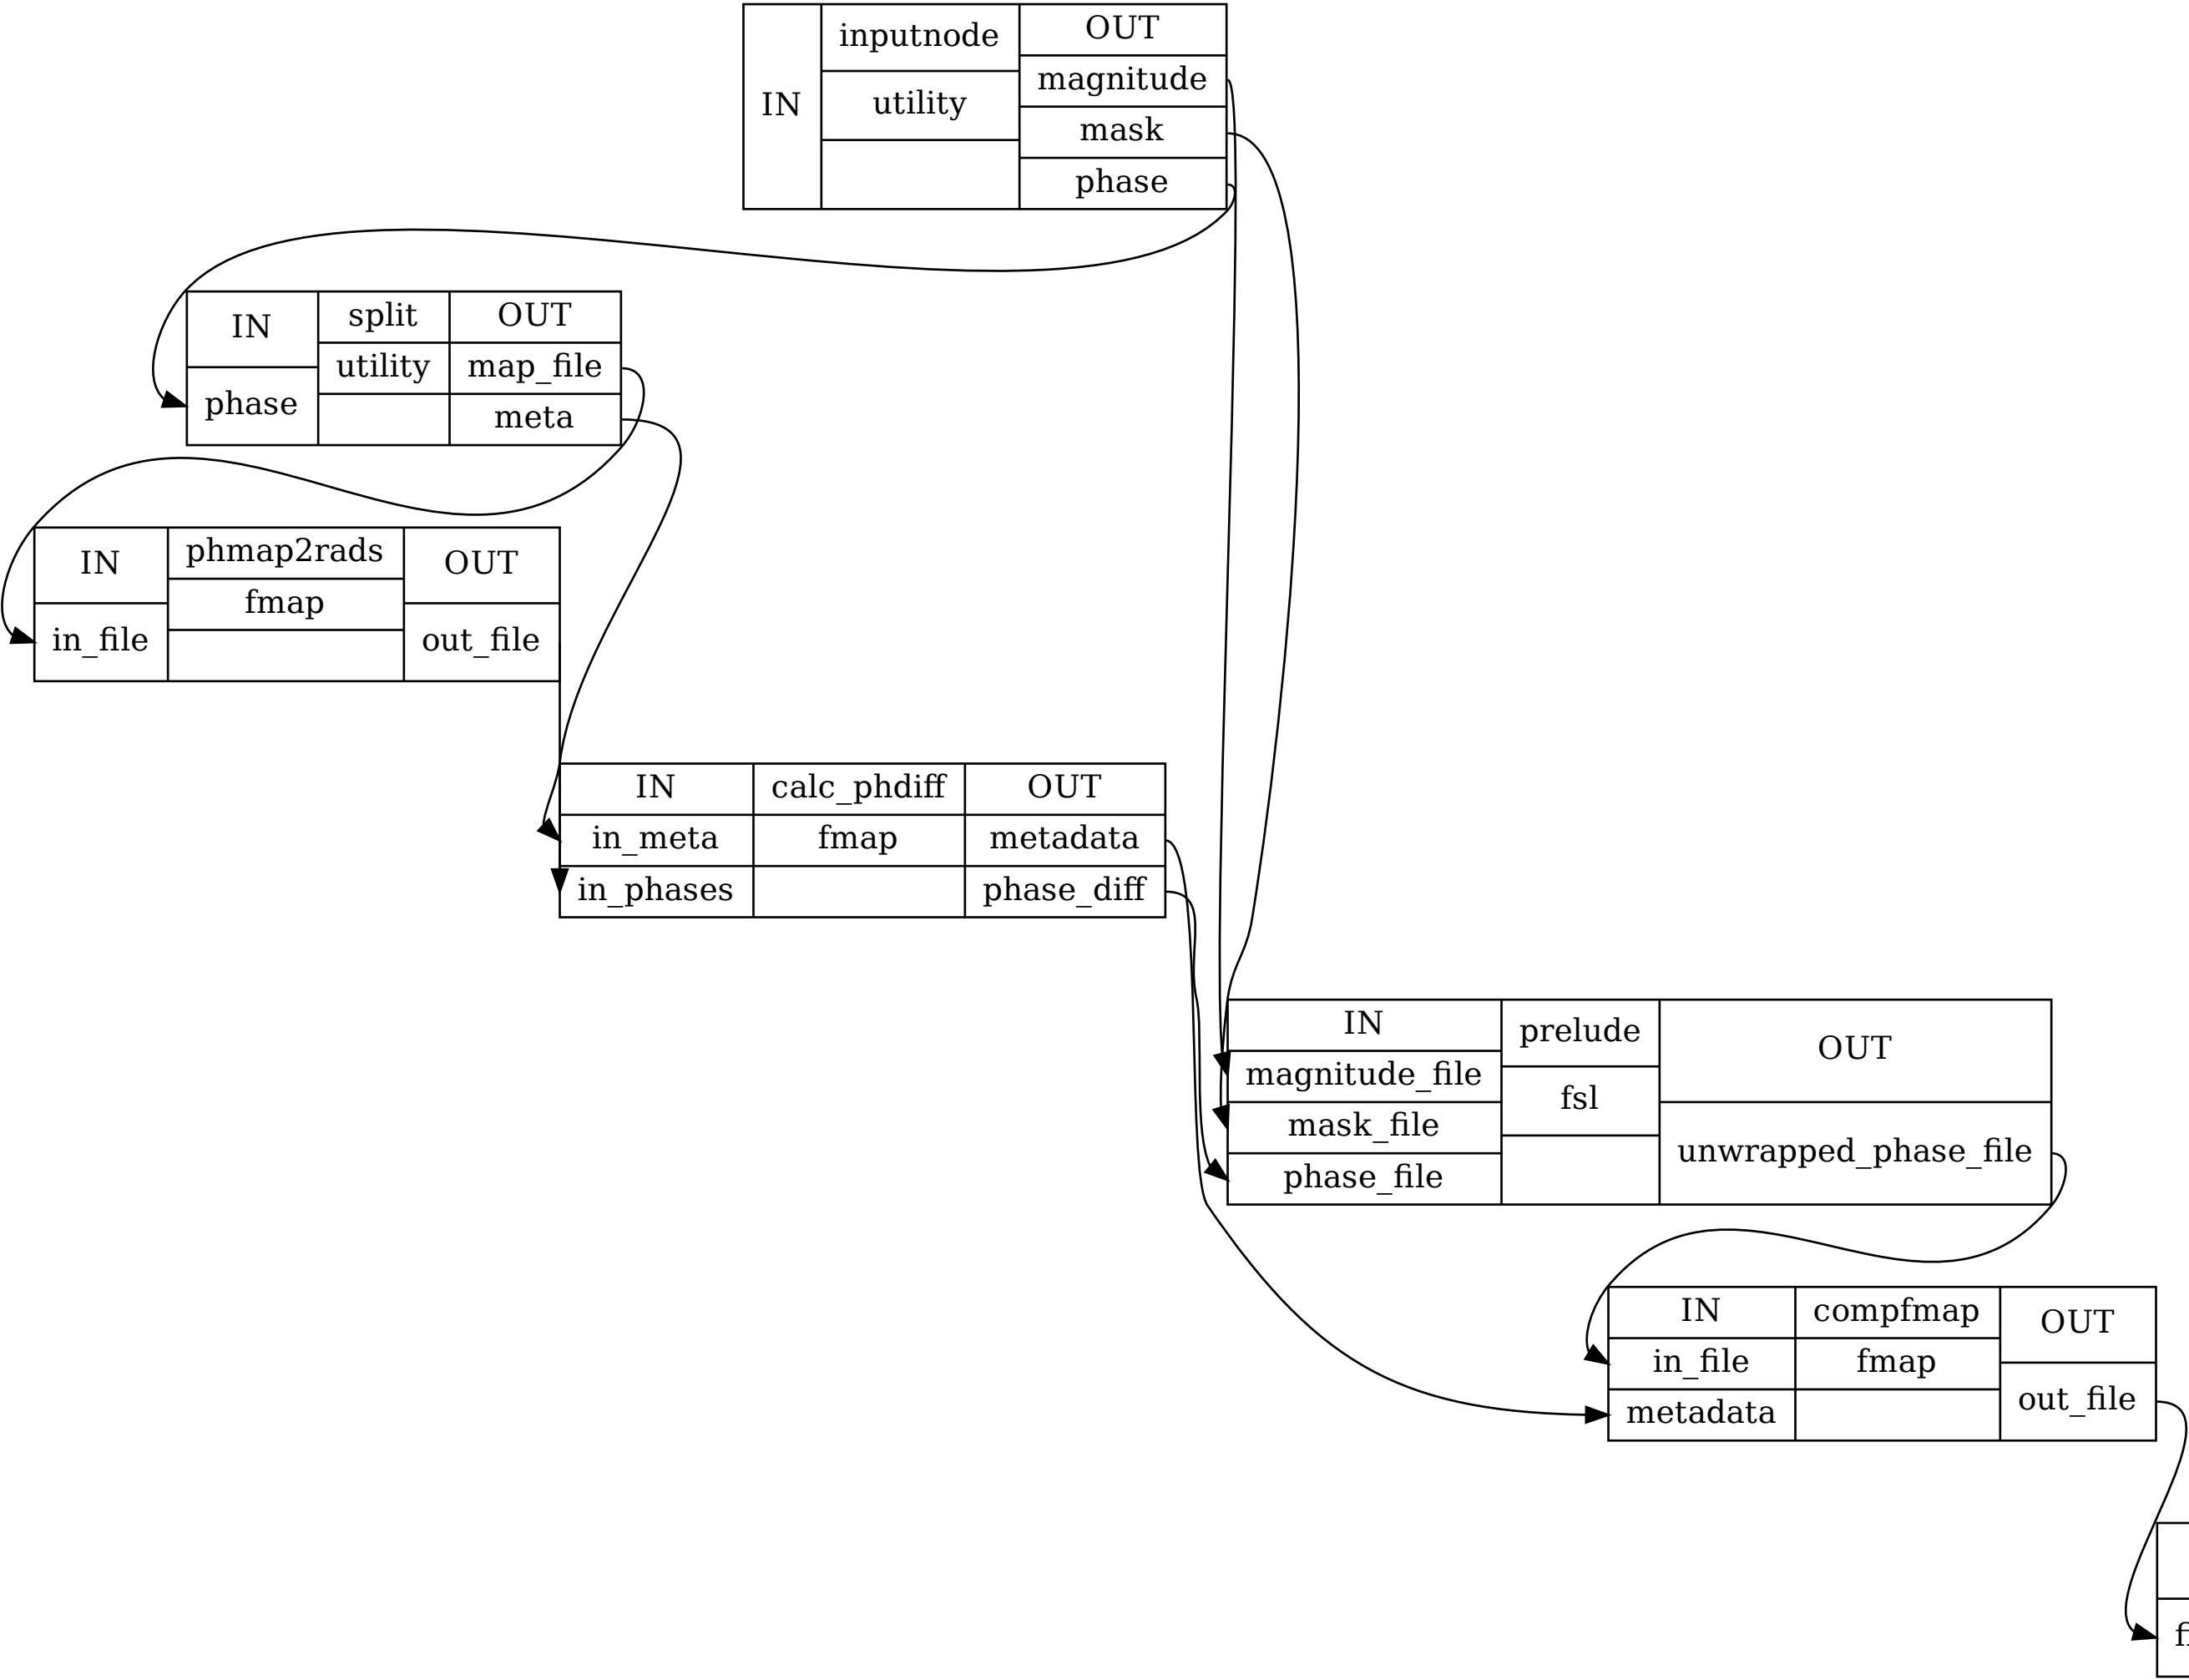 IN
inputnode
utility
OUT
magnitude
mask
phase
IN
phase
split
utility
OUT
map_file
meta
IN
in_file
phmap2rads
fmap
OUT
out_file
IN
in_meta
in_phases
calc_phdiff
fmap
OUT
metadata
phase_diff
IN
magnitude_file
mask_file
phase_file
prelude
fsl
OUT
unwrapped_phase_file
IN
in_file
metadata
compfmap
fmap
OUT
out_file